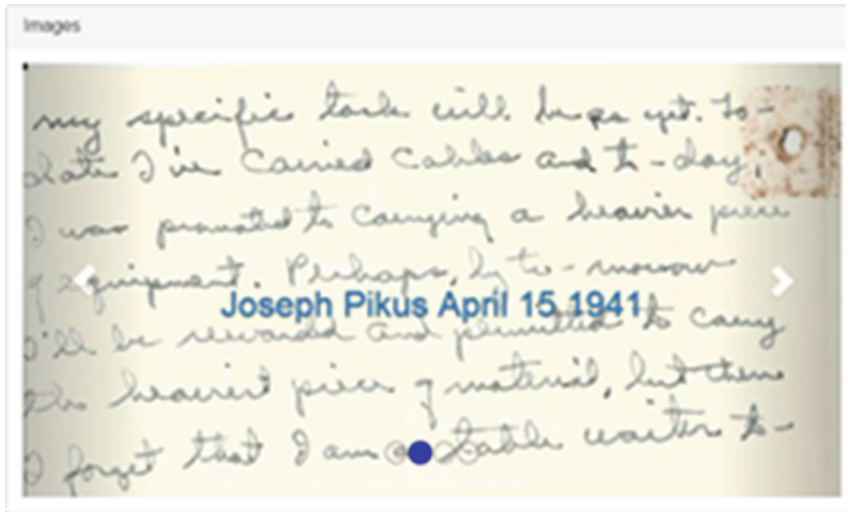 Images
my specific task will be as yet. To-
date I've carried cables and to-day,
I was promoted to carrying a heavier piece
of equipment. Perhaps, by to-morrow
Joseph Pikus April 15 1941
I'll be rewarded and permitted to carry
the heaviest piece of material, but then
I forget that I am a table waiter to-